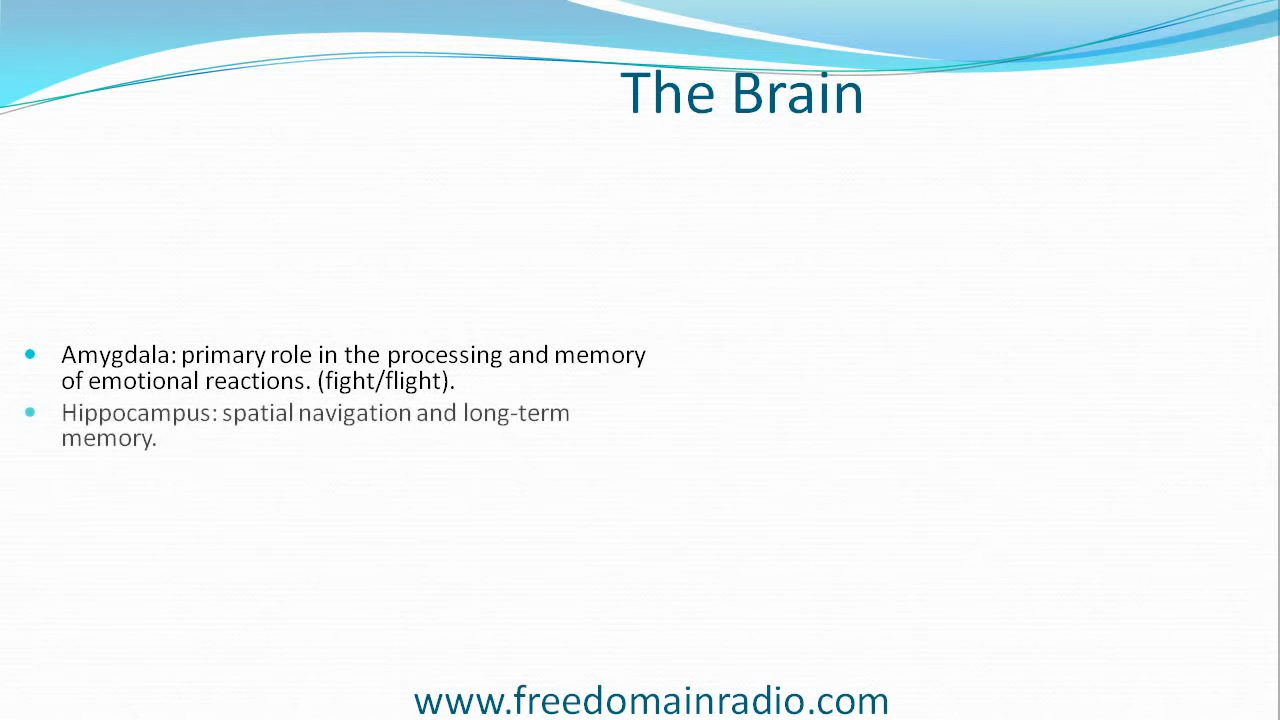 The Brain
Amygdala: primary role in the processing and memory
of emotional reactions. (fight/flight).
Hippocampus: spatial navigation and long-term
memory.
www.freedomainradio.com